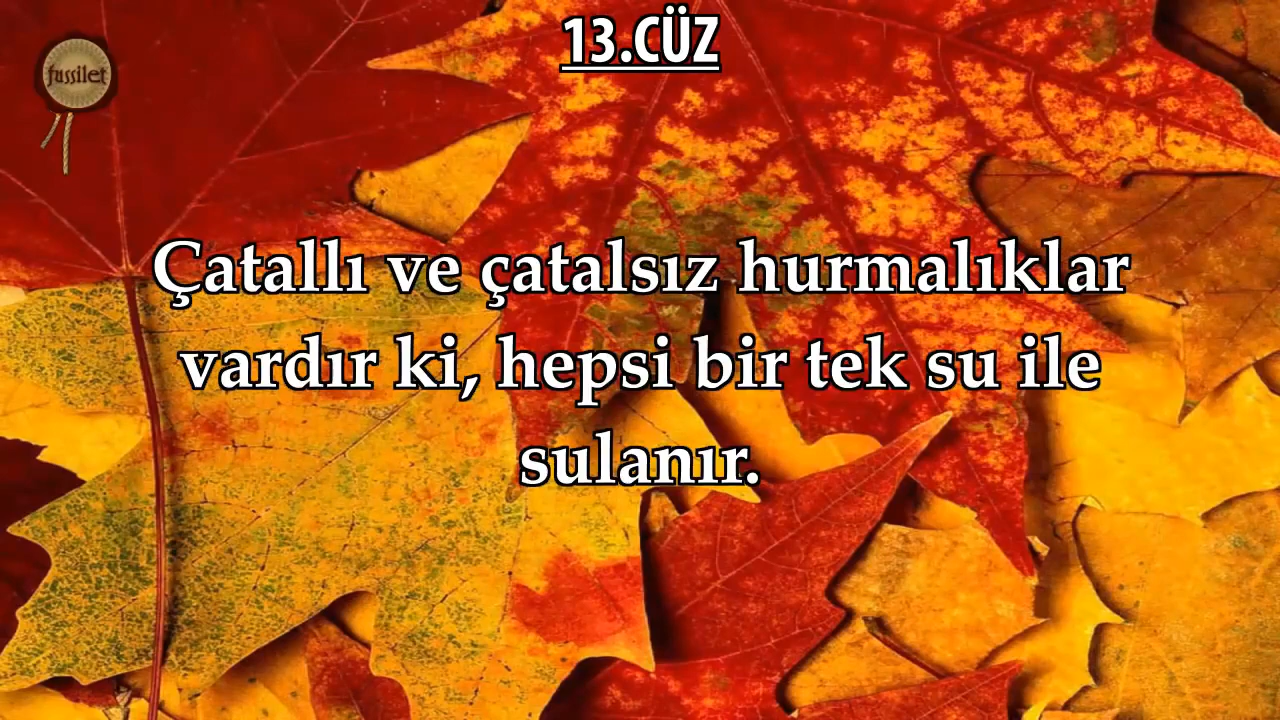 13.CÜZ
fussilet
Çatallı ve çatalsız hurmalıklar
vardır ki, hepsi bir tek su ile
sulanır.